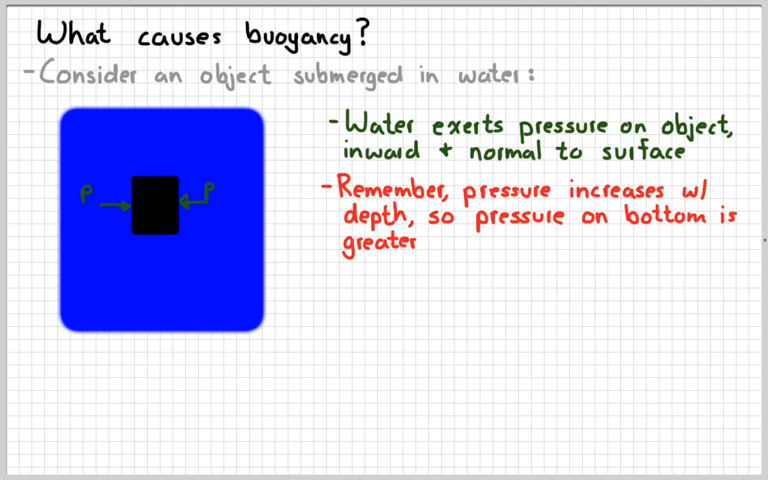 What causes buoyancy?
-Consider an object submerged in water:
-Water exerts pressure on object,
inward + normal to surface
P P
-Remember, pressure increases w/
depth, so pressure on bottom is
greater